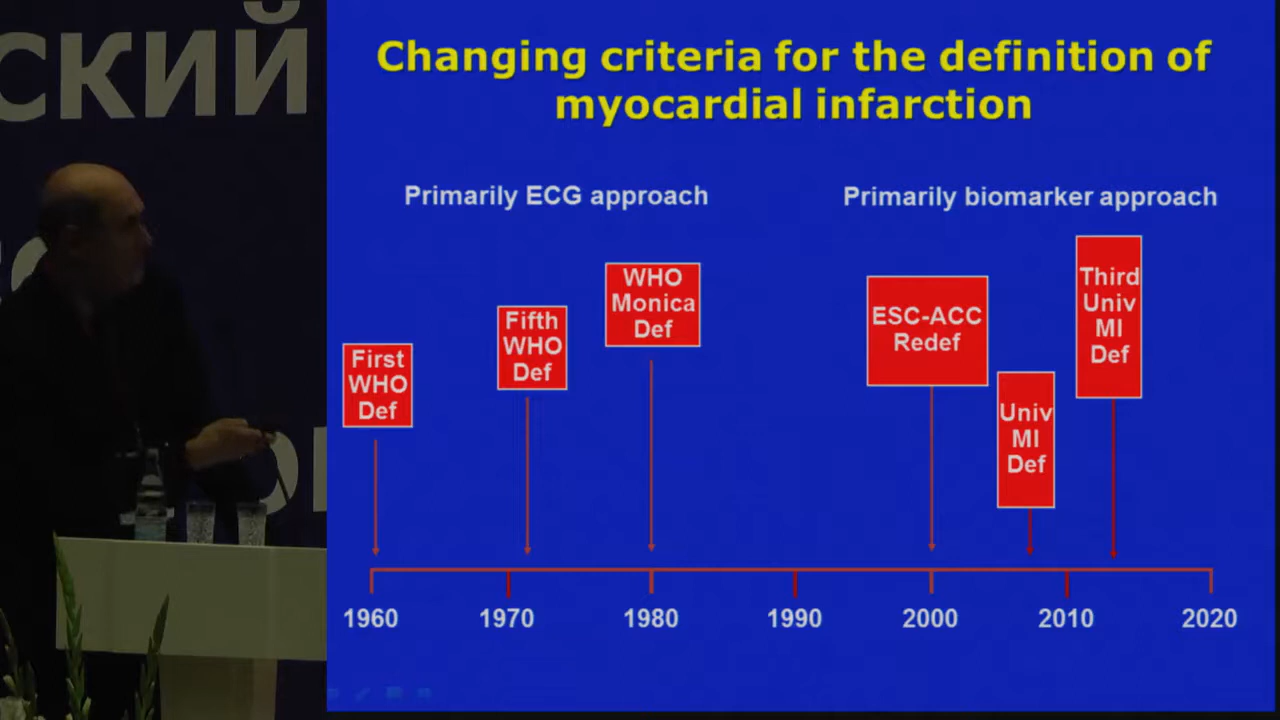 ский
Changing criteria for the definition of
myocardial infarction
Primarily ECG approach
Primarily biomarker approach
First
WHO
Def
Fifth
WHO
Def
WHO
Monica
Def
ESC-ACC
Redef
Univ
MI
Def
Third
Univ
MI
Def
1960 1970 1980 1990 2000 2010 2020